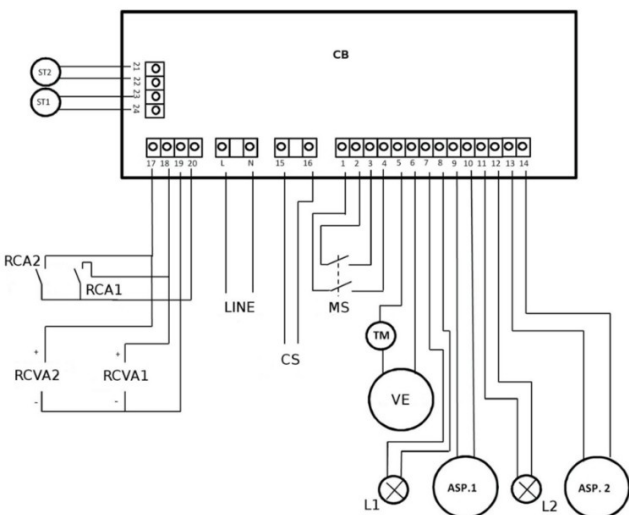 CB
ST2
ST1
21
22
23
24
17 18 19 20
L N
15 16
1 2 3 4 5 6 7 8 9 10 11 12 13 14
RCA2
RCA1
LINE
MS
CS
TM
+ +
RCVA2 RCVA1
- -
VE
L1
ASP.1
L2
ASP. 2